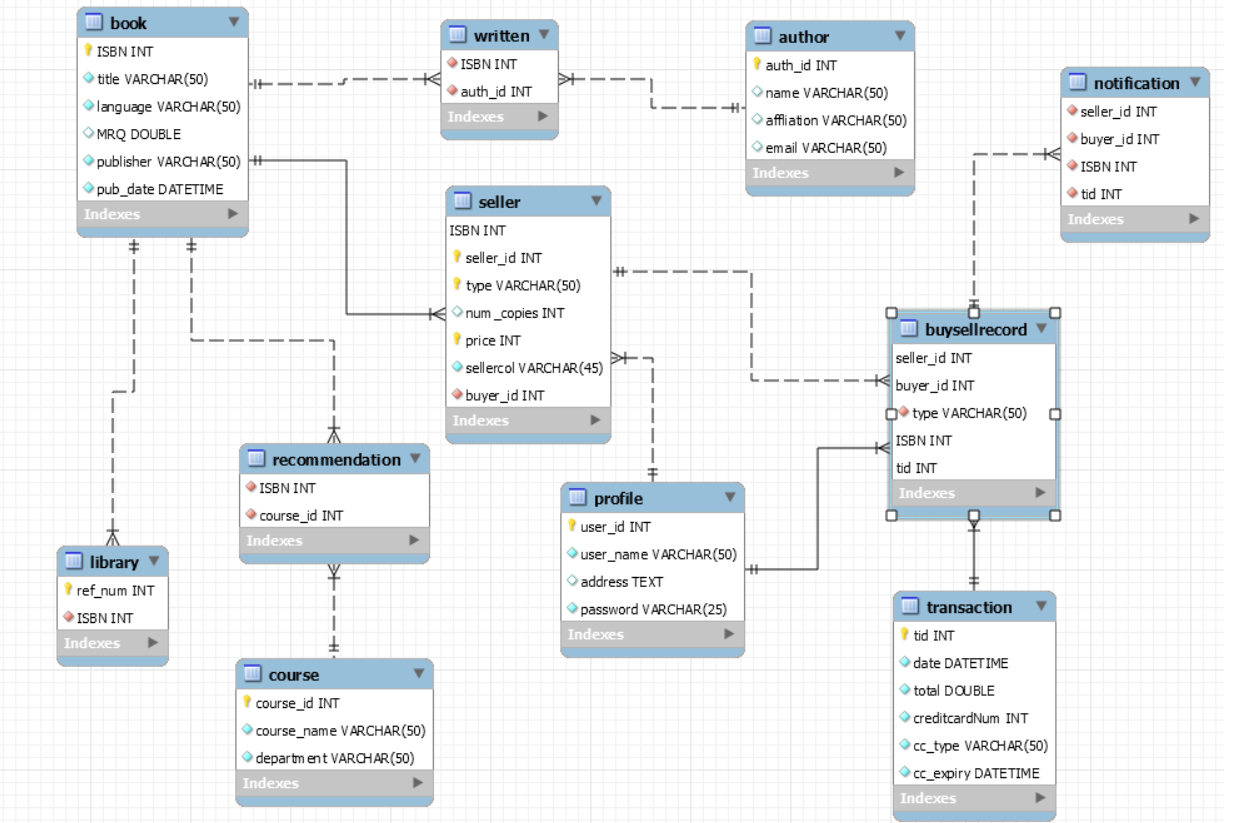 book
ISBN INT
title VARCHAR(50)
language VARCHAR(50)
MRQ DOUBLE
publisher VARCHAR(50)
pub_date DATETIME
Indexes
written
ISBN INT
auth_id INT
Indexes
author
auth_id INT
name VARCHAR(50)
affliation VARCHAR(50)
email VARCHAR(50)
Indexes
notification
seller_id INT
buyer_id INT
ISBN INT
tid INT
Indexes
seller
ISBN INT
seller_id INT
type VARCHAR(50)
num_copies INT
price INT
sellercol VARCHAR(45)
buyer_id INT
Indexes
buysellrecord
seller_id INT
buyer_id INT
type VARCHAR(50)
ISBN INT
tid INT
Indexes
recommendation
ISBN INT
course_id INT
Indexes
profile
user_id INT
user_name VARCHAR(50)
address TEXT
password VARCHAR(25)
Indexes
library
ref_num INT
ISBN INT
Indexes
transaction
tid INT
date DATETIME
total DOUBLE
creditcardNum INT
cc_type VARCHAR(50)
cc_expiry DATETIME
Indexes
course
course_id INT
course_name VARCHAR(50)
department VARCHAR(50)
Indexes